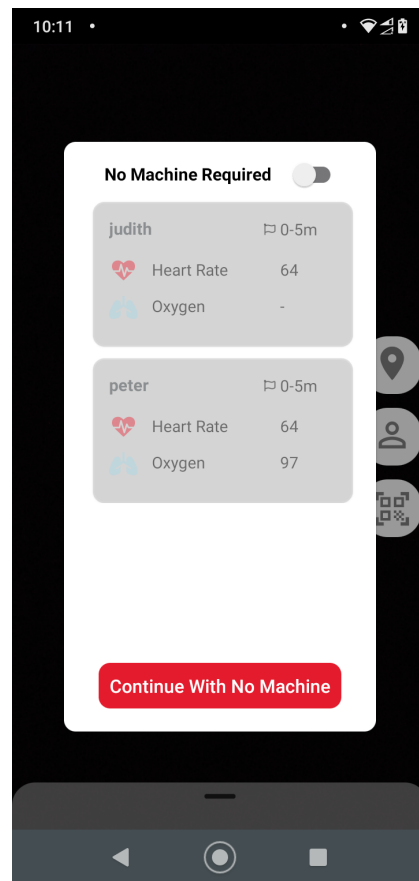 10:11
No Machine Required
judith 0-5m
Heart Rate 64
Oxygen -
peter 0-5m
Heart Rate 64
Oxygen 97
Continue With No Machine